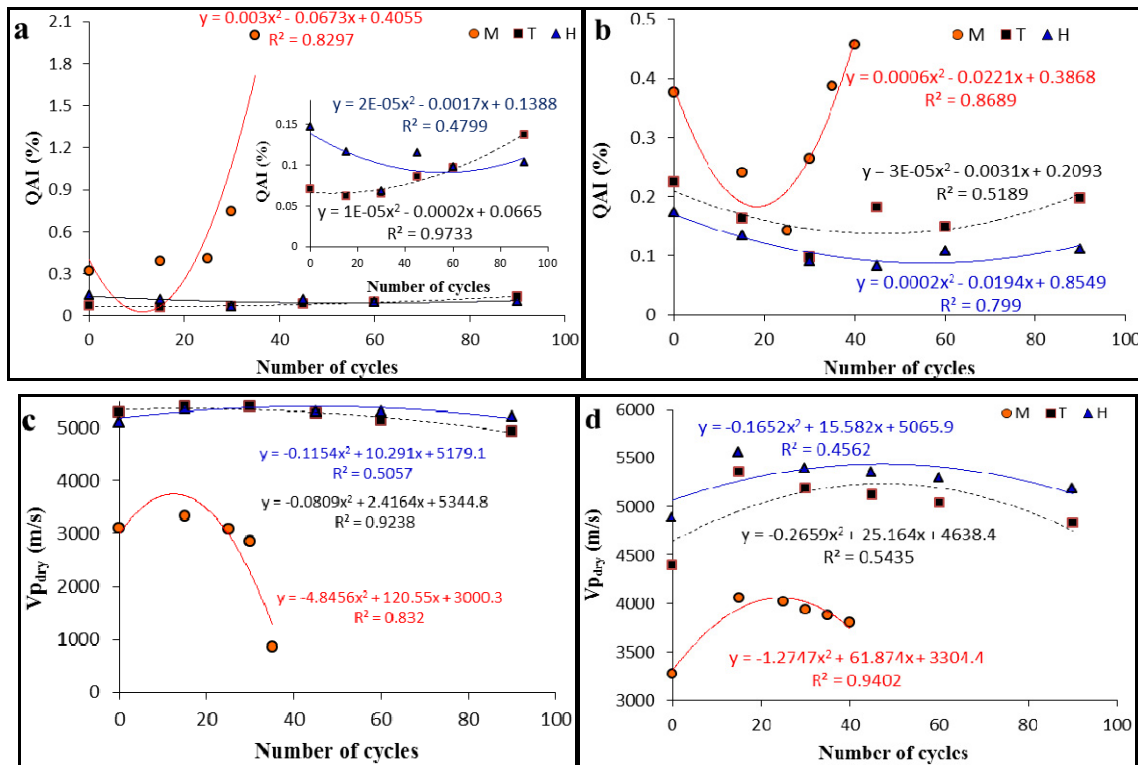 a
y = 0.003x² - 0.0673x + 0.4055
R² = 0.8297
M T H
2.1
1.8
1.5
1.2
0.9
0.6
0.3
0
QAI (%)
0 20 40 60 80 100
Number of cycles
y = 2E-05x² - 0.0017x + 0.1388
R² = 0.4799
0.15
0.1
0.05
0
QAI (%)
y = 1E-05x² - 0.0002x + 0.0665
R² = 0.9733
0 20 40 60 80 100
Number of cycles
b
M T H
0.5
0.4
0.3
0.2
0.1
0
QAI (%)
y = 0.0006x² - 0.0221x + 0.3868
R² = 0.8689
y – 3E-05x² - 0.0031x + 0.2093
R² = 0.5189
y = 0.0002x² - 0.0194x + 0.8549
R² = 0.799
0 20 40 60 80 100
Number of cycles
c
5000
4000
3000
2000
1000
0
Vp dry (m/s)
y = -0.1154x² + 10.291x + 5179.1
R² = 0.5057
y = -0.0809x² + 2.4164x + 5344.8
R² = 0.9238
y = -4.8456x² + 120.55x + 3000.3
R² = 0.832
0 20 40 60 80 100
Number of cycles
d
M T H
6000
5500
5000
4500
4000
3500
3000
Vp dry (m/s)
y = -0.1652x² + 15.582x + 5065.9
R² = 0.4562
y = -0.2659x² + 25.164x + 4638.4
R² = 0.5435
y = -1.2747x² + 61.874x + 3304.4
R² = 0.9402
0 20 40 60 80 100
Number of cycles